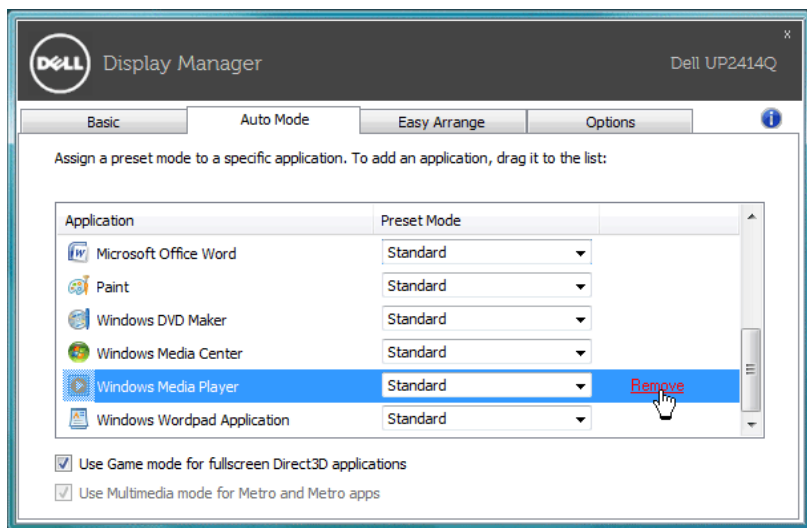 x
DELL Display Manager Dell UP2414Q
Basic Auto Mode Easy Arrange Options
Assign a preset mode to a specific application. To add an application, drag it to the list:
Application Preset Mode
Microsoft Office Word Standard
Paint Standard
Windows DVD Maker Standard
Windows Media Center Standard
Windows Media Player Standard Remove
Windows Wordpad Application Standard
Use Game mode for fullscreen Direct3D applications
Use Multimedia mode for Metro and Metro apps